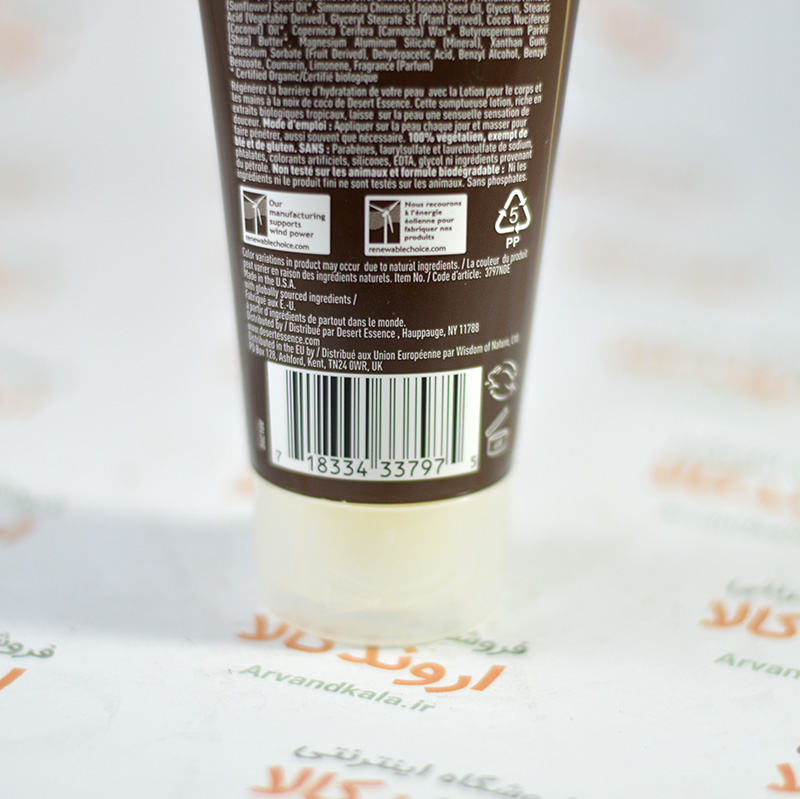 (Sunflower) Seed Oil*, Simmondsia Chinensis (Jojoba) Seed Oil, Glycerin, Stearic
Acid (Vegetable Derived), Glyceryl Stearate SE (Plant Derived), Cocos Nucifera
(Coconut) Oil*, Copernicia Cerifera (Carnauba) Wax*, Butyrospermum Parkii
(Shea) Butter*, Magnesium Aluminum Silicate (Mineral), Xanthan Gum,
Potassium Sorbate (Fruit Derived), Dehydroacetic Acid, Benzyl Alcohol, Benzyl
Benzoate, Coumarin, Limonene, Fragrance (Parfum)
* Certified Organic/Certifié biologique
Régénérez la barrière d'hydratation de votre peau avec la Lotion pour le corps et
les mains à la noix de coco de Desert Essence. Cette somptueuse lotion, riche en
extraits biologiques tropicaux, laisse sur la peau une sensuelle sensation de
douceur. Mode d'emploi : Appliquer sur la peau chaque jour et masser pour
faire pénétrer, aussi souvent que nécessaire. 100% végétalien, exempt de
blé et de gluten. SANS : Parabènes, laurylsulfate et laurethsulfate de sodium,
phtalates, colorants artificiels, silicones, EDTA, glycol ni ingrédients provenant
du pétrole. Non testé sur les animaux et formule biodégradable : Ni les
ingrédients ni le produit fini ne sont testés sur les animaux. Sans phosphates.
Our
manufacturing
supports
wind power
renewablechoice.com
Nous recourons
à l'énergie
éolienne pour
fabriquer nos
produits
renewablechoice.com
5
PP
Color variations in product may occur due to natural ingredients. / La couleur du produit
peut varier en raison des ingrédients naturels. Item No. / Code d'article: 3797NDE
Made in the U.S.A.
with globally sourced ingredients /
Fabriqué aux É.-U.
à partir d'ingrédients de partout dans le monde.
Distributed by / Distribué par Desert Essence, Hauppauge, NY 11788
www.desertessence.com
Distributed in the EU by / Distribué aux Union Européenne par Wisdom of Nature, Ltd.
PO Box 128, Ashford, Kent, TN24 0WR, UK
7 18334 33797 5
فروش
اروند کالا
Arvandkala.ir
فروشگاه اینترنتی
اروند کالا
کالا
Arvand